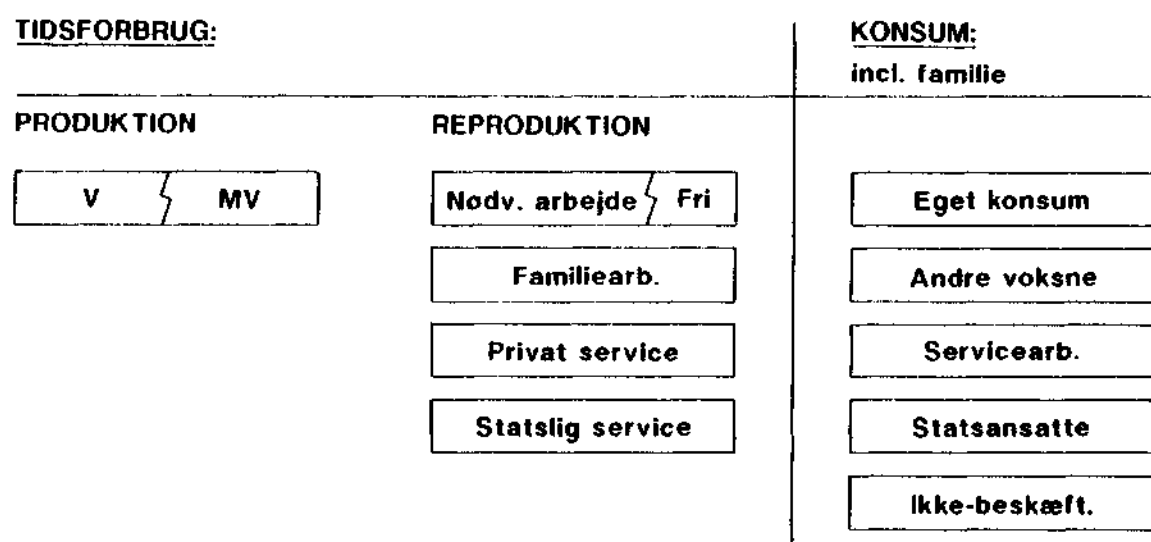 TIDSFORBRUG:
KONSUM:
incl. familie
PRODUKTION
REPRODUKTION
V MV
Nødv. arbejde Fri
Eget konsum
Familiearb.
Andre voksne
Privat service
Servicearb.
Statslig service
Statsansatte
Ikke-beskæft.